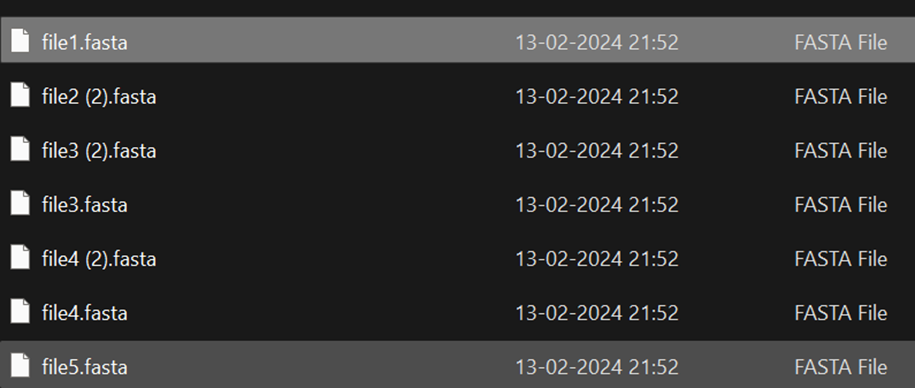 file1.fasta 13-02-2024 21:52 FASTA File
file2 (2).fasta 13-02-2024 21:52 FASTA File
file3 (2).fasta 13-02-2024 21:52 FASTA File
file3.fasta 13-02-2024 21:52 FASTA File
file4 (2).fasta 13-02-2024 21:52 FASTA File
file4.fasta 13-02-2024 21:52 FASTA File
file5.fasta 13-02-2024 21:52 FASTA File